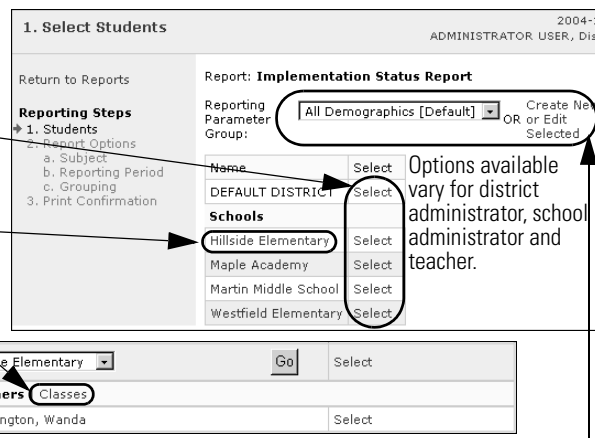 1. Select Students
2004-
ADMINISTRATOR USER, Dis
Return to Reports
Reporting Steps
1. Students
2. Report Options
a. Subject
b. Reporting Period
c. Grouping
3. Print Confirmation
Report: Implementation Status Report
Reporting Parameter Group:
All Demographics [Default]
OR
Create New or Edit Selected
Name Select
DEFAULT DISTRICT Select
Schools
Hillside Elementary Select
Maple Academy Select
Martin Middle School Select
Westfield Elementary Select
Options available
vary for district
administrator, school
administrator and
teacher.
e Elementary Go Select
hers Classes
ngton, Wanda Select